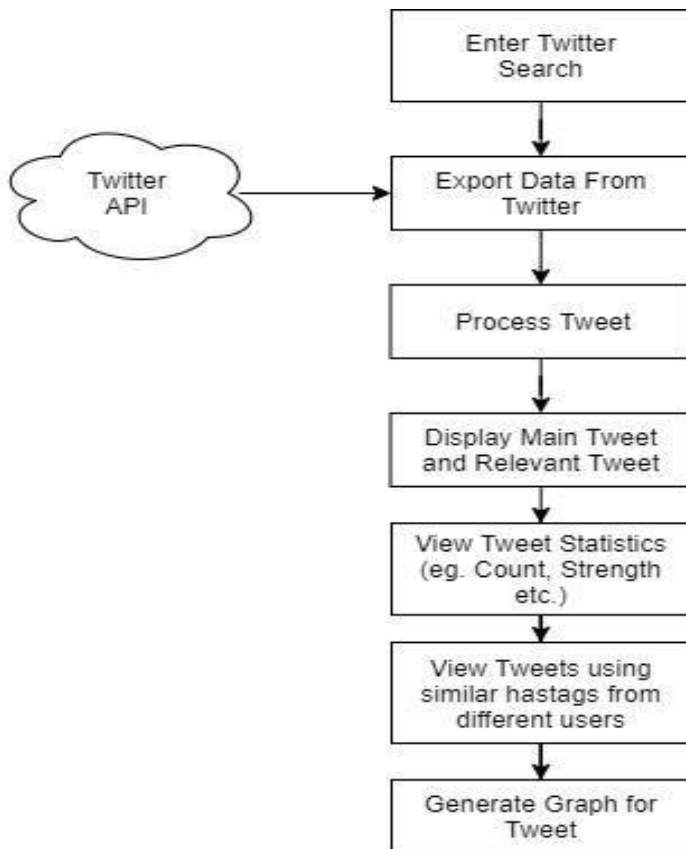 Enter Twitter
Search
Twitter
API
Export Data From
Twitter
Process Tweet
Display Main Tweet
and Relevant Tweet
View Tweet Statistics
(eg. Count, Strength
etc.)
View Tweets using
similar hastags from
different users
Generate Graph for
Tweet